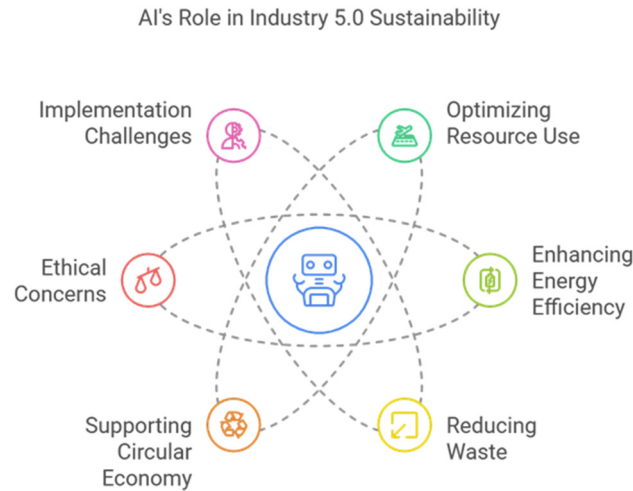 AI's Role in Industry 5.0 Sustainability
Implementation
Challenges
Optimizing
Resource Use
Ethical
Concerns
Enhancing
Energy
Efficiency
Supporting
Circular
Economy
Reducing
Waste